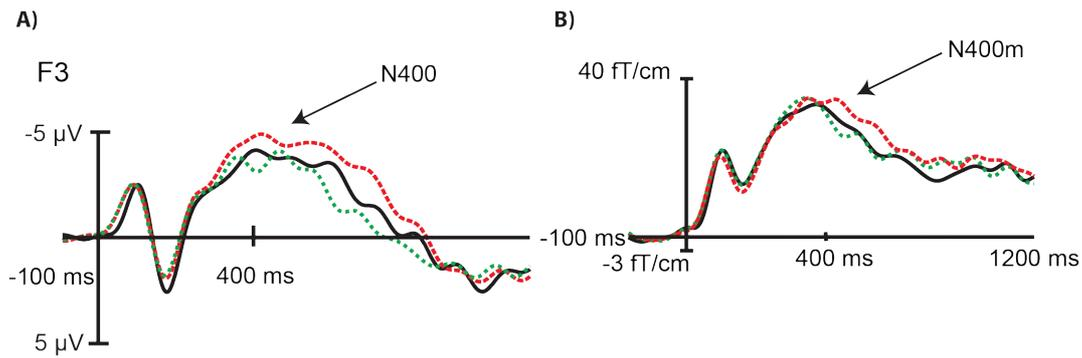 A)
F3
N400
-5 µV
-100 ms
400 ms
5 µV
B)
40 fT/cm
N400m
-100 ms
-3 fT/cm
400 ms
1200 ms